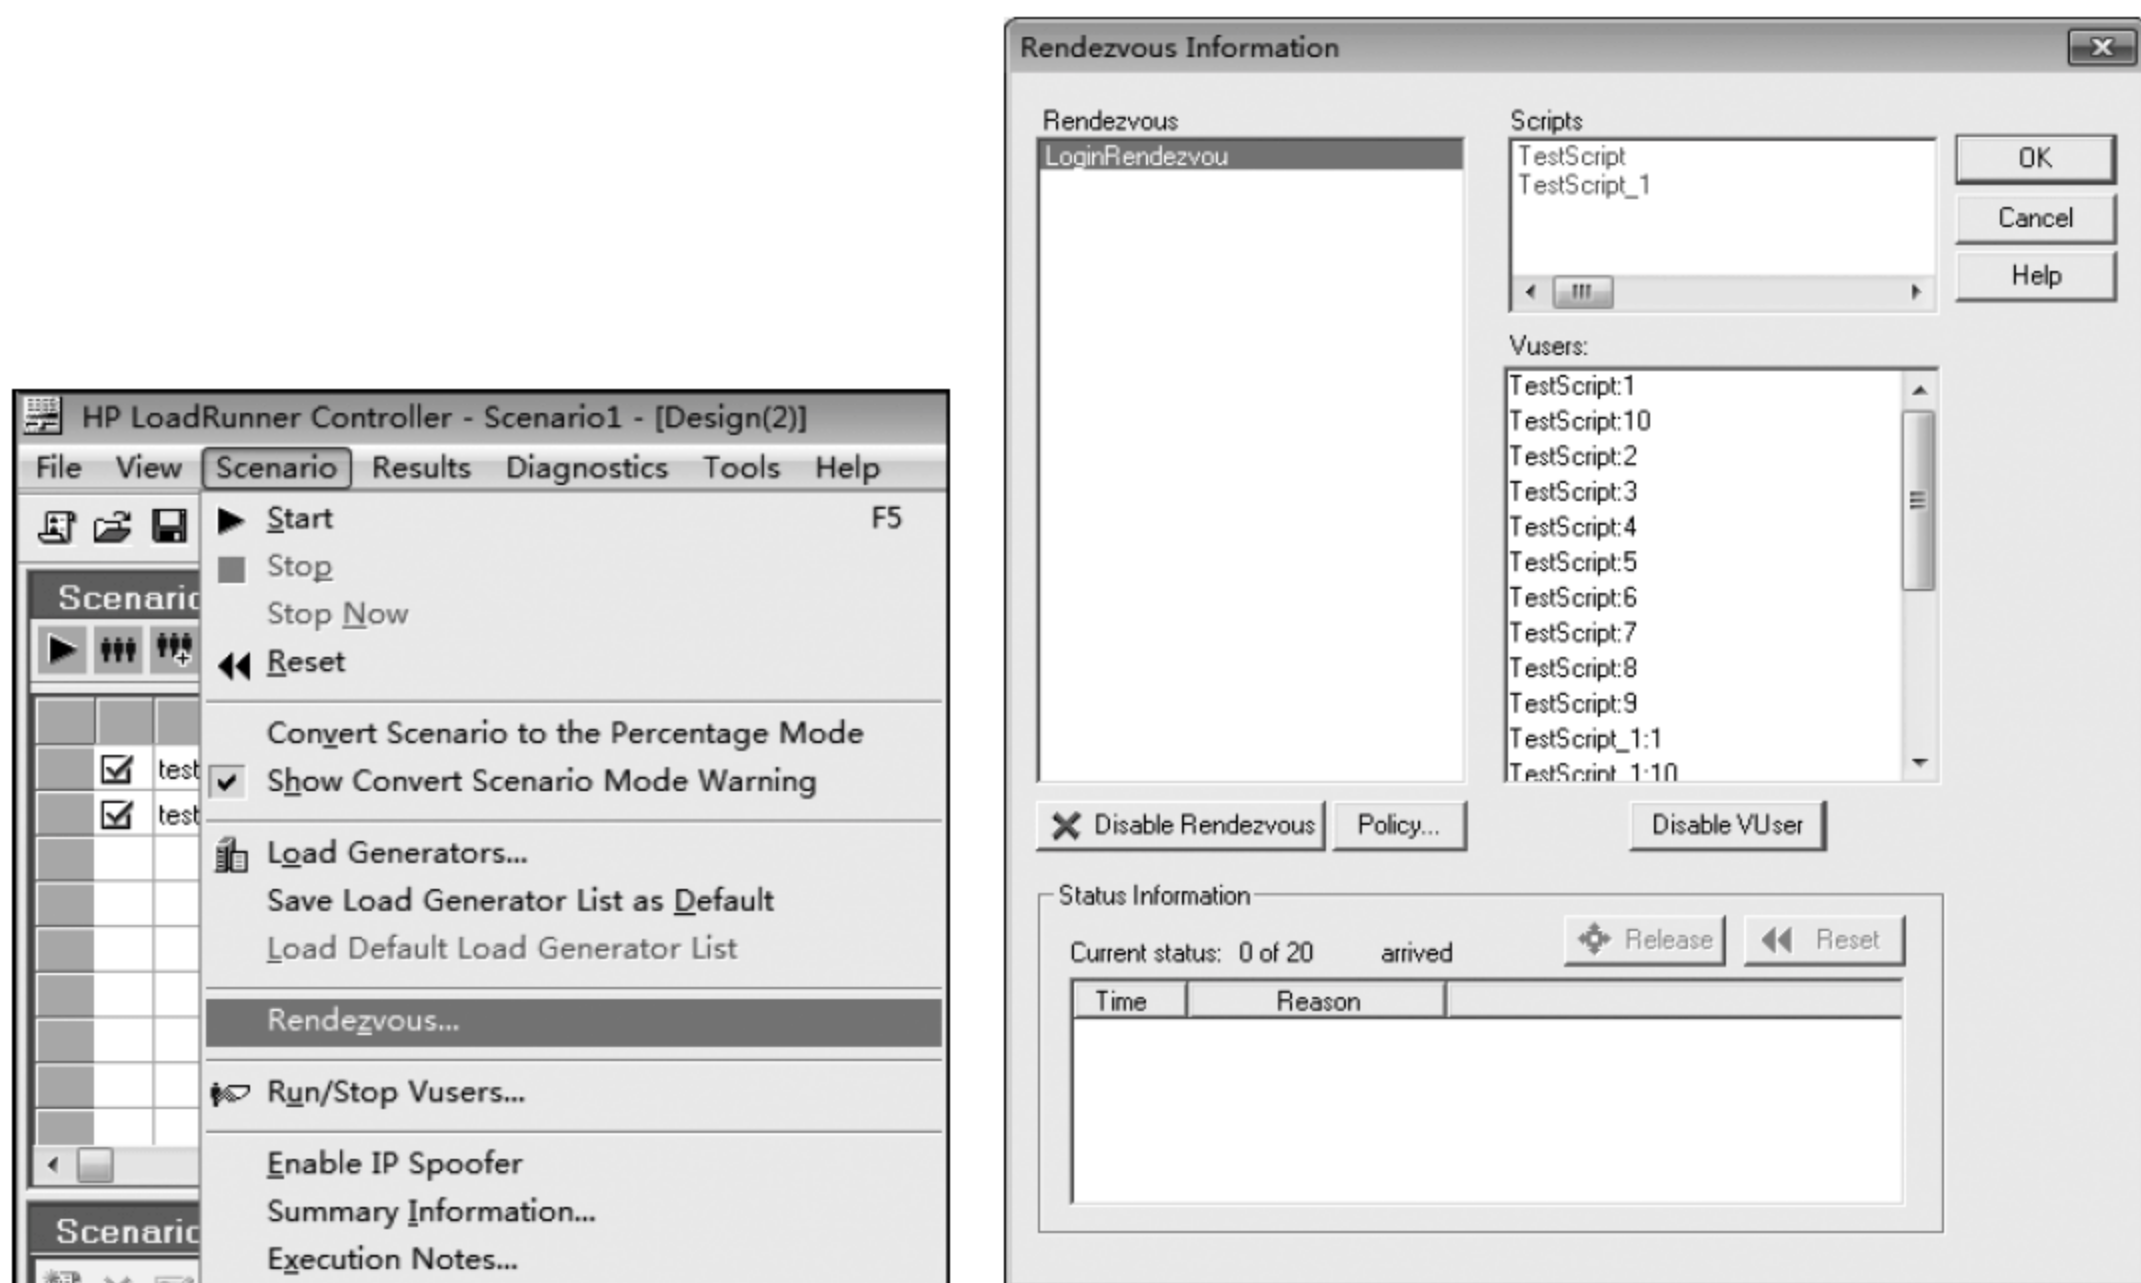 HP LoadRunner Controller - Scenario1 - [Design(2)]
File View Scenario Results Diagnostics Tools Help
Start F5
Stop
Stop Now
Reset
Convert Scenario to the Percentage Mode
Show Convert Scenario Mode Warning
Load Generators...
Save Load Generator List as Default
Load Default Load Generator List
Rendezvous...
Run/Stop Vusers...
Enable IP Spoofer
Summary Information...
Execution Notes...
Scenaric
test
test
Scenaric
Rendezvous Information
Rendezvous
LoginRendezvou
Scripts
TestScript
TestScript_1
OK
Cancel
Help
Vusers:
TestScript:1
TestScript:10
TestScript:2
TestScript:3
TestScript:4
TestScript:5
TestScript:6
TestScript:7
TestScript:8
TestScript:9
TestScript_1:1
TestScript_1:10
Disable Rendezvous Policy... Disable VUser
Status Information
Current status: 0 of 20 arrived Release Reset
Time Reason